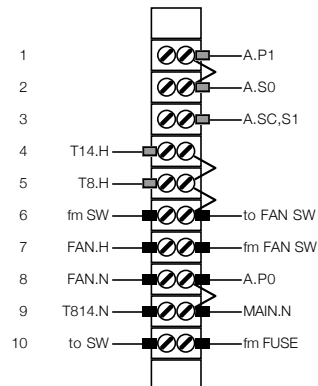 1 A.P1
2 A.S0
3 A.SC,S1
4 T14.H
5 T8.H
6 fm SW to FAN SW
7 FAN.H fm FAN SW
8 FAN.N A.P0
9 T814.N MAIN.N
10 to SW fm FUSE